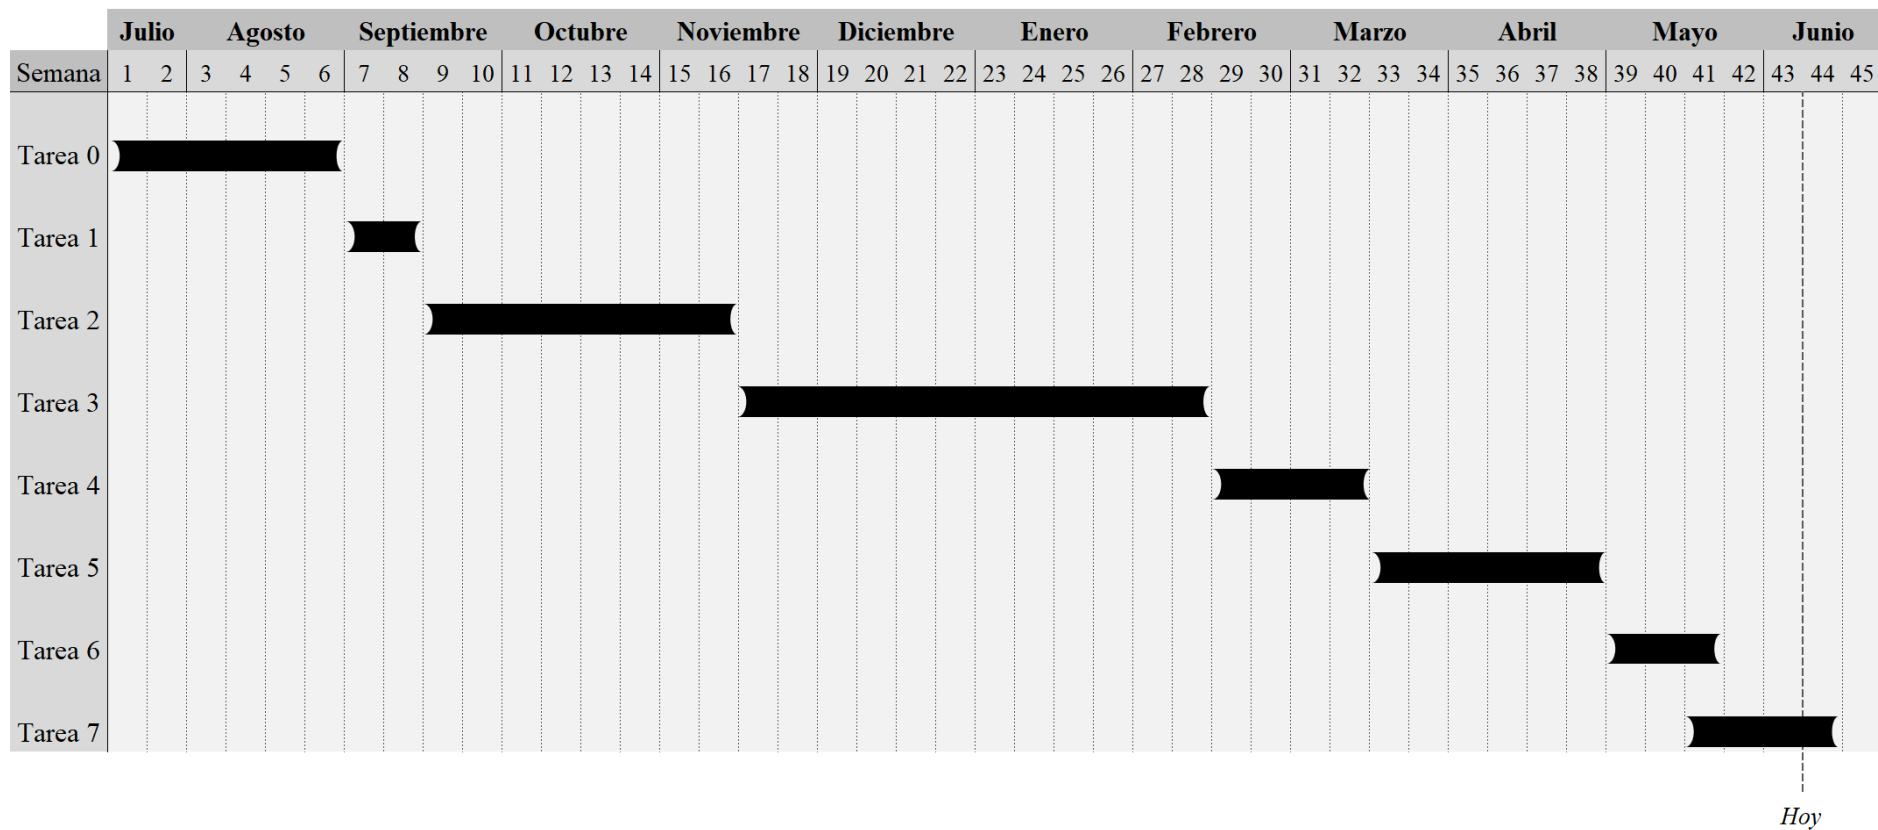 Julio Agosto Septiembre Octubre Noviembre Diciembre Enero Febrero Marzo Abril Mayo Junio
Semana 1 2 3 4 5 6 7 8 9 10 11 12 13 14 15 16 17 18 19 20 21 22 23 24 25 26 27 28 29 30 31 32 33 34 35 36 37 38 39 40 41 42 43 44 45
Tarea 0
Tarea 1
Tarea 2
Tarea 3
Tarea 4
Tarea 5
Tarea 6
Tarea 7
Hoy